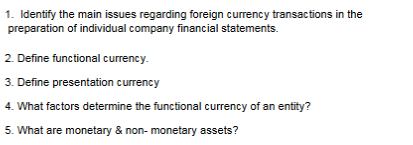 1. Identify the main issues regarding foreign currency transactions in the
preparation of individual company financial statements.
2. Define functional currency.
3. Define presentation currency
4. What factors determine the functional currency of an entity?
5. What are monetary & non- monetary assets?